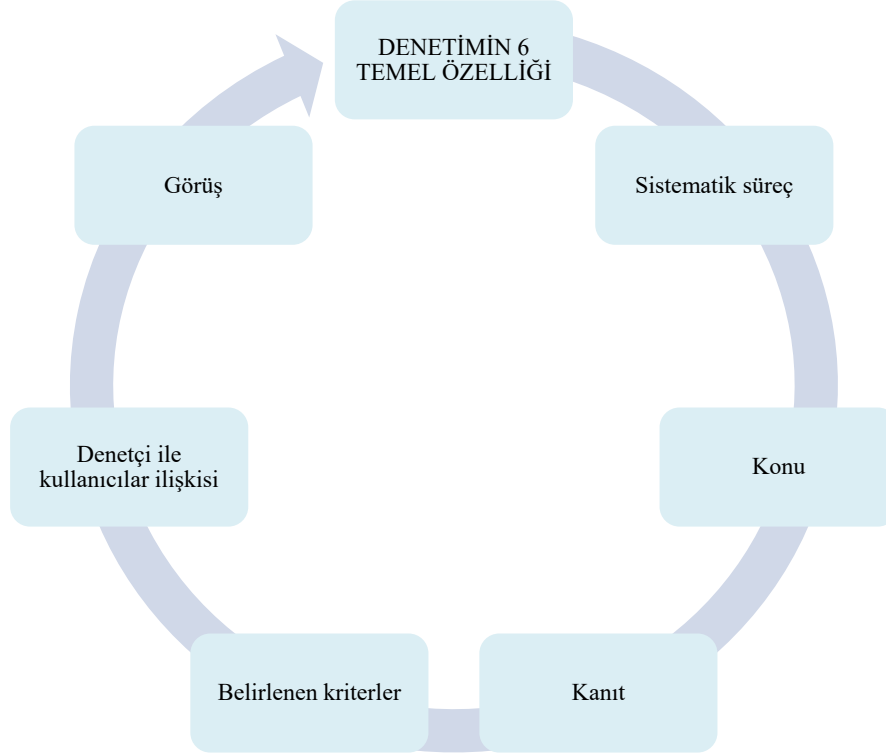 DENETİMİN 6
TEMEL ÖZELLİĞİ
Sistematik süreç
Konu
Kanıt
Belirlenen kriterler
Denetçi ile
kullanıcılar ilişkisi
Görüş